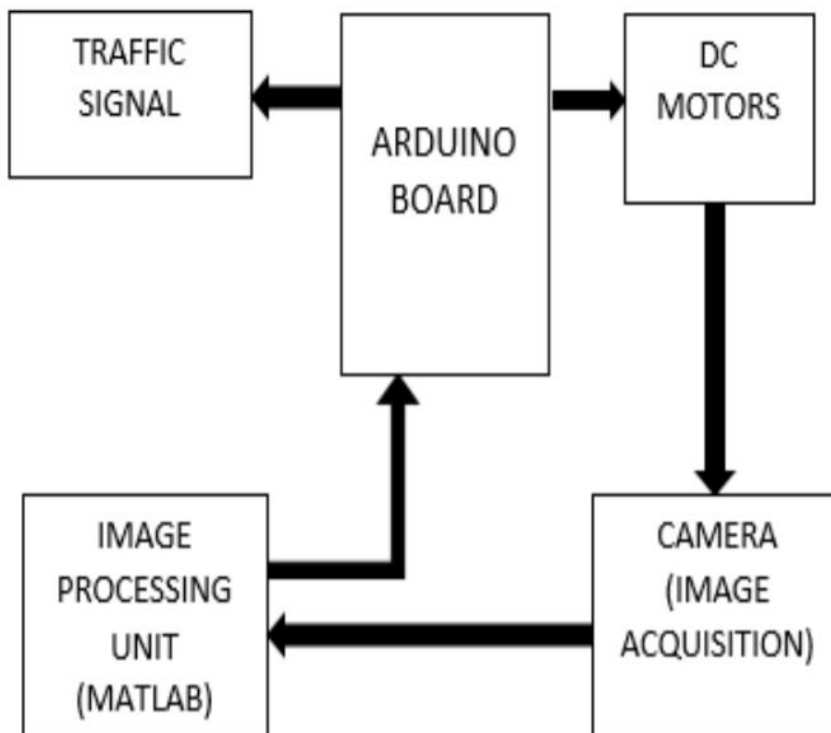 TRAFFIC
SIGNAL
ARDUINO
BOARD
DC
MOTORS
IMAGE
PROCESSING
UNIT
(MATLAB)
CAMERA
(IMAGE
ACQUISITION)